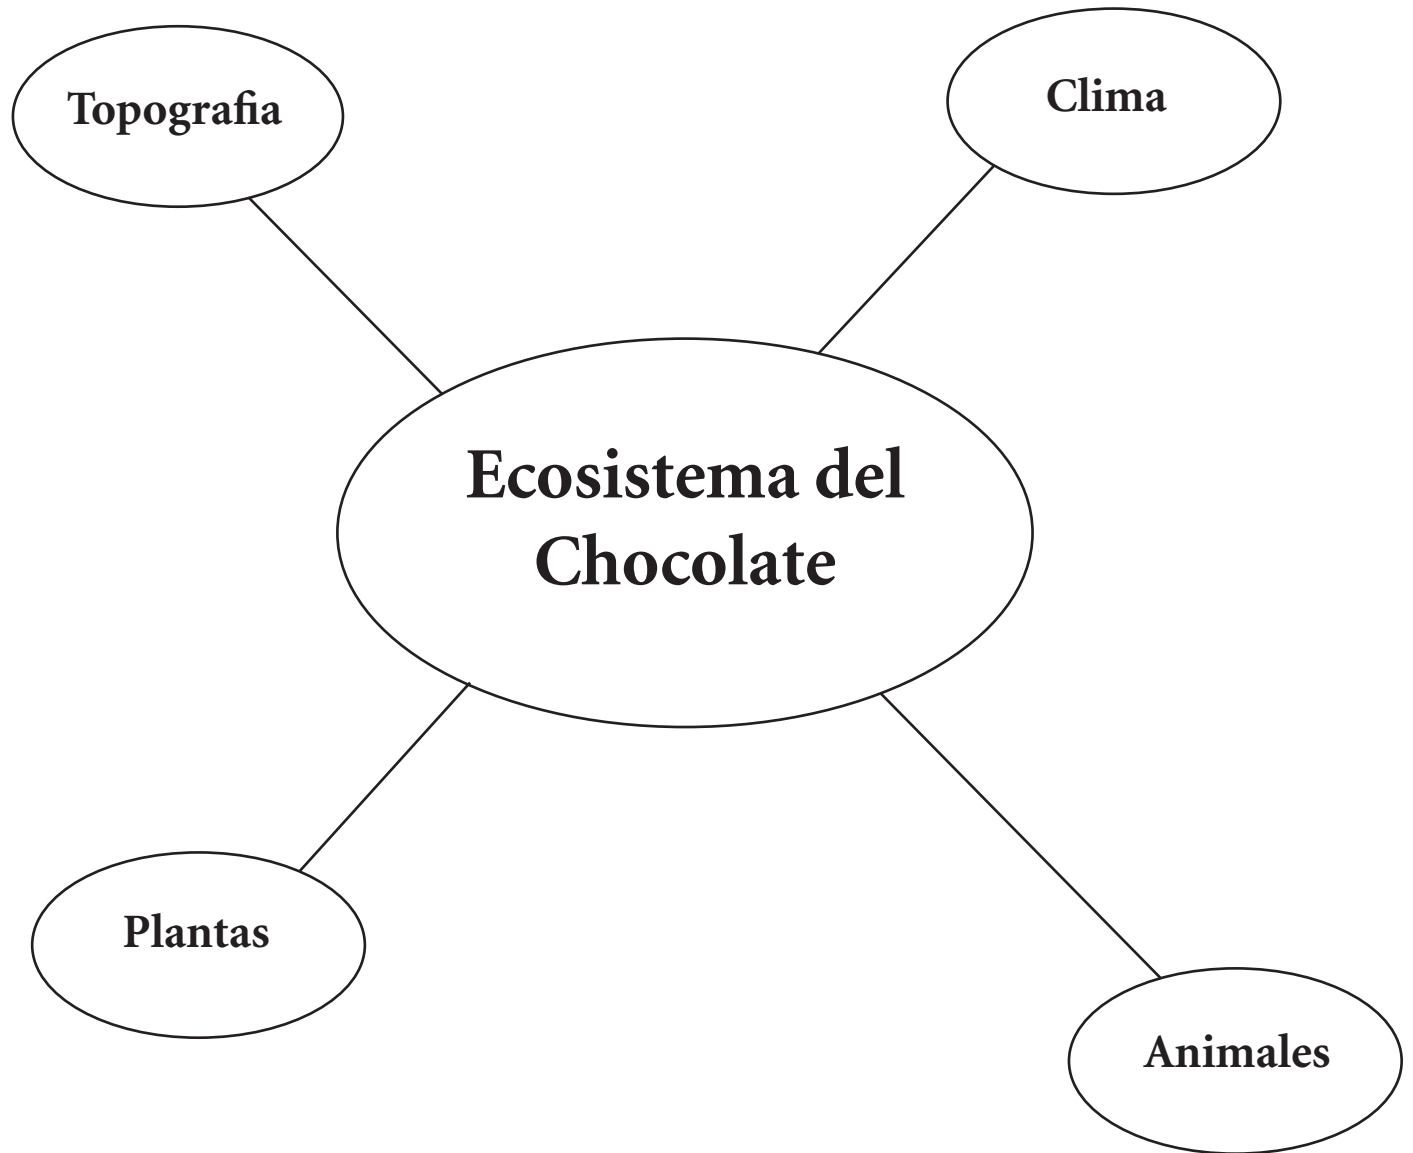 Topografia
Clima
Ecosistema del
Chocolate
Plantas
Animales